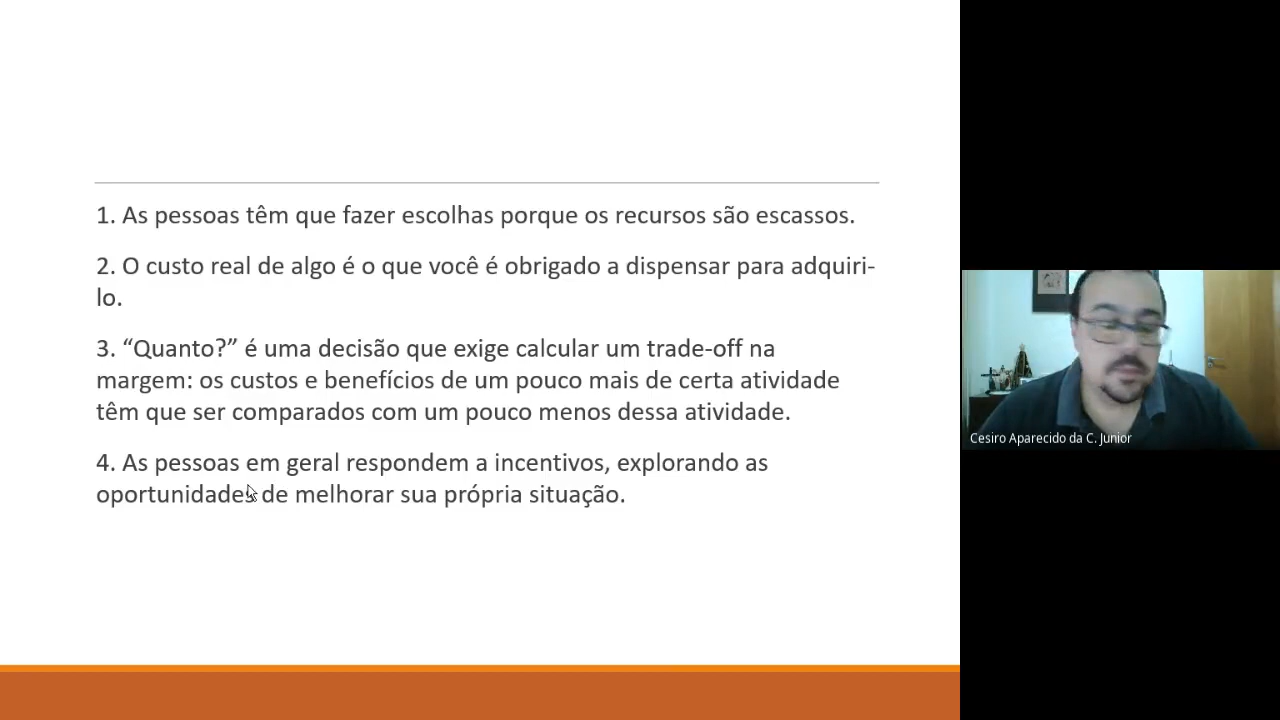 1. As pessoas têm que fazer escolhas porque os recursos são escassos.
2. O custo real de algo é o que você é obrigado a dispensar para adquiri-
lo.
3. “Quanto?” é uma decisão que exige calcular um trade-off na
margem: os custos e benefícios de um pouco mais de certa atividade
têm que ser comparados com um pouco menos dessa atividade.
4. As pessoas em geral respondem a incentivos, explorando as
oportunidades de melhorar sua própria situação.
Cesiro Aparecido da C. Junior